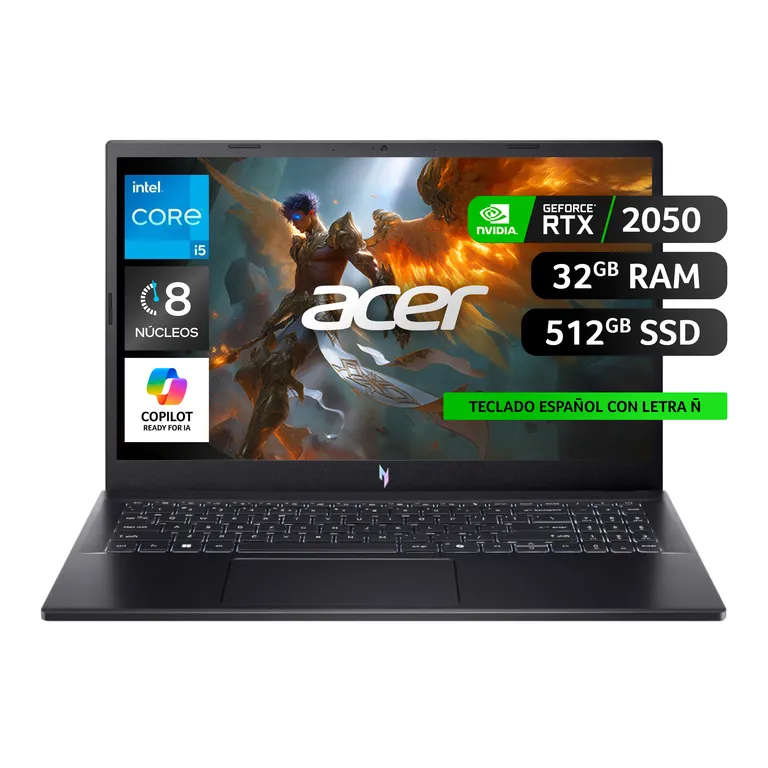 intel.
CORE
i5
8
NÚCLEOS
COPILOT
READY FOR IA
acer
NVIDIA.
GEFORCE
RTX
2050
32GB RAM
512GB SSD
TECLADO ESPAÑOL CON LETRA Ñ